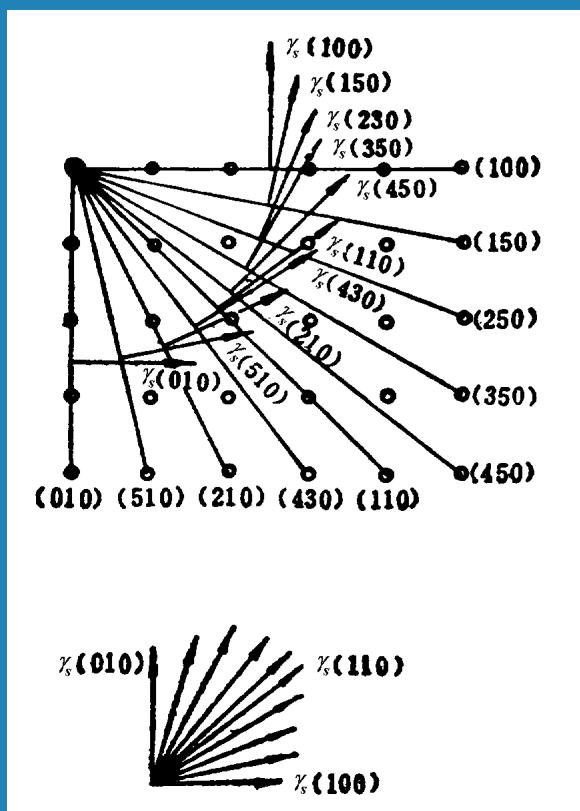 γs (100)
γs (150)
γs (230)
γs (350)
(100)
γs (450)
(150)
γs (110)
γs (430)
(250)
γs (210)
γs (510)
γs (010)
(350)
(450)
(010) (510) (210) (430) (110)
γs (010)
γs (110)
γs (100)